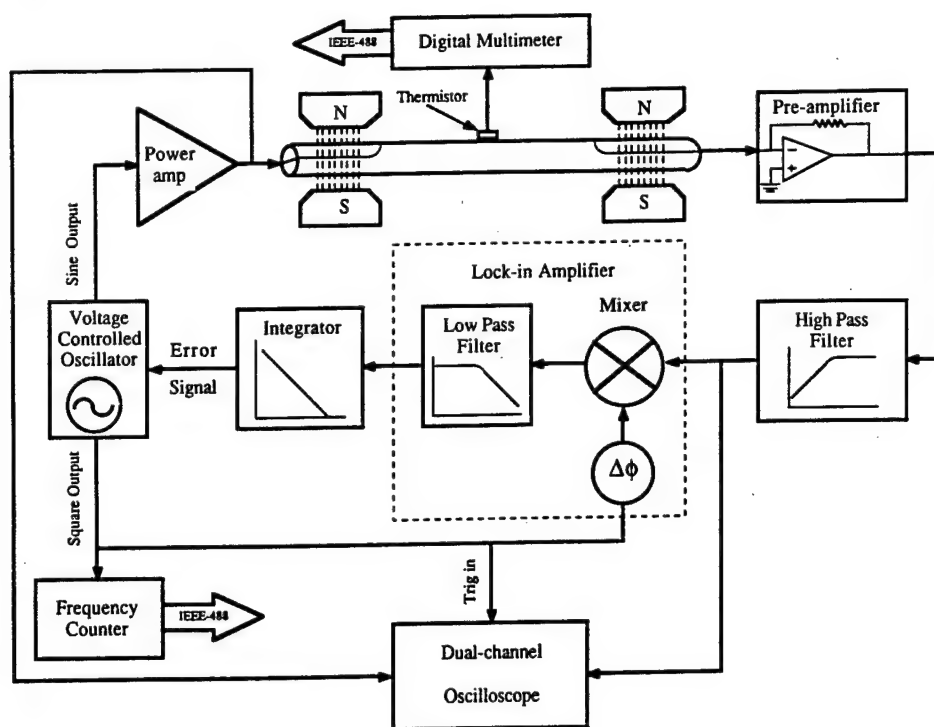 IEEE-488
Digital Multimeter
Thermistor
N
N
Pre-amplifier
Power
amp
−
+
S
S
Sine Output
Lock-in Amplifier
Mixer
Voltage
Controlled
Oscillator
Error
Signal
Integrator
Low Pass
Filter
High Pass
Filter
Δϕ
Square Output
Trig in
Frequency
Counter
IEEE-488
Dual-channel
Oscilloscope